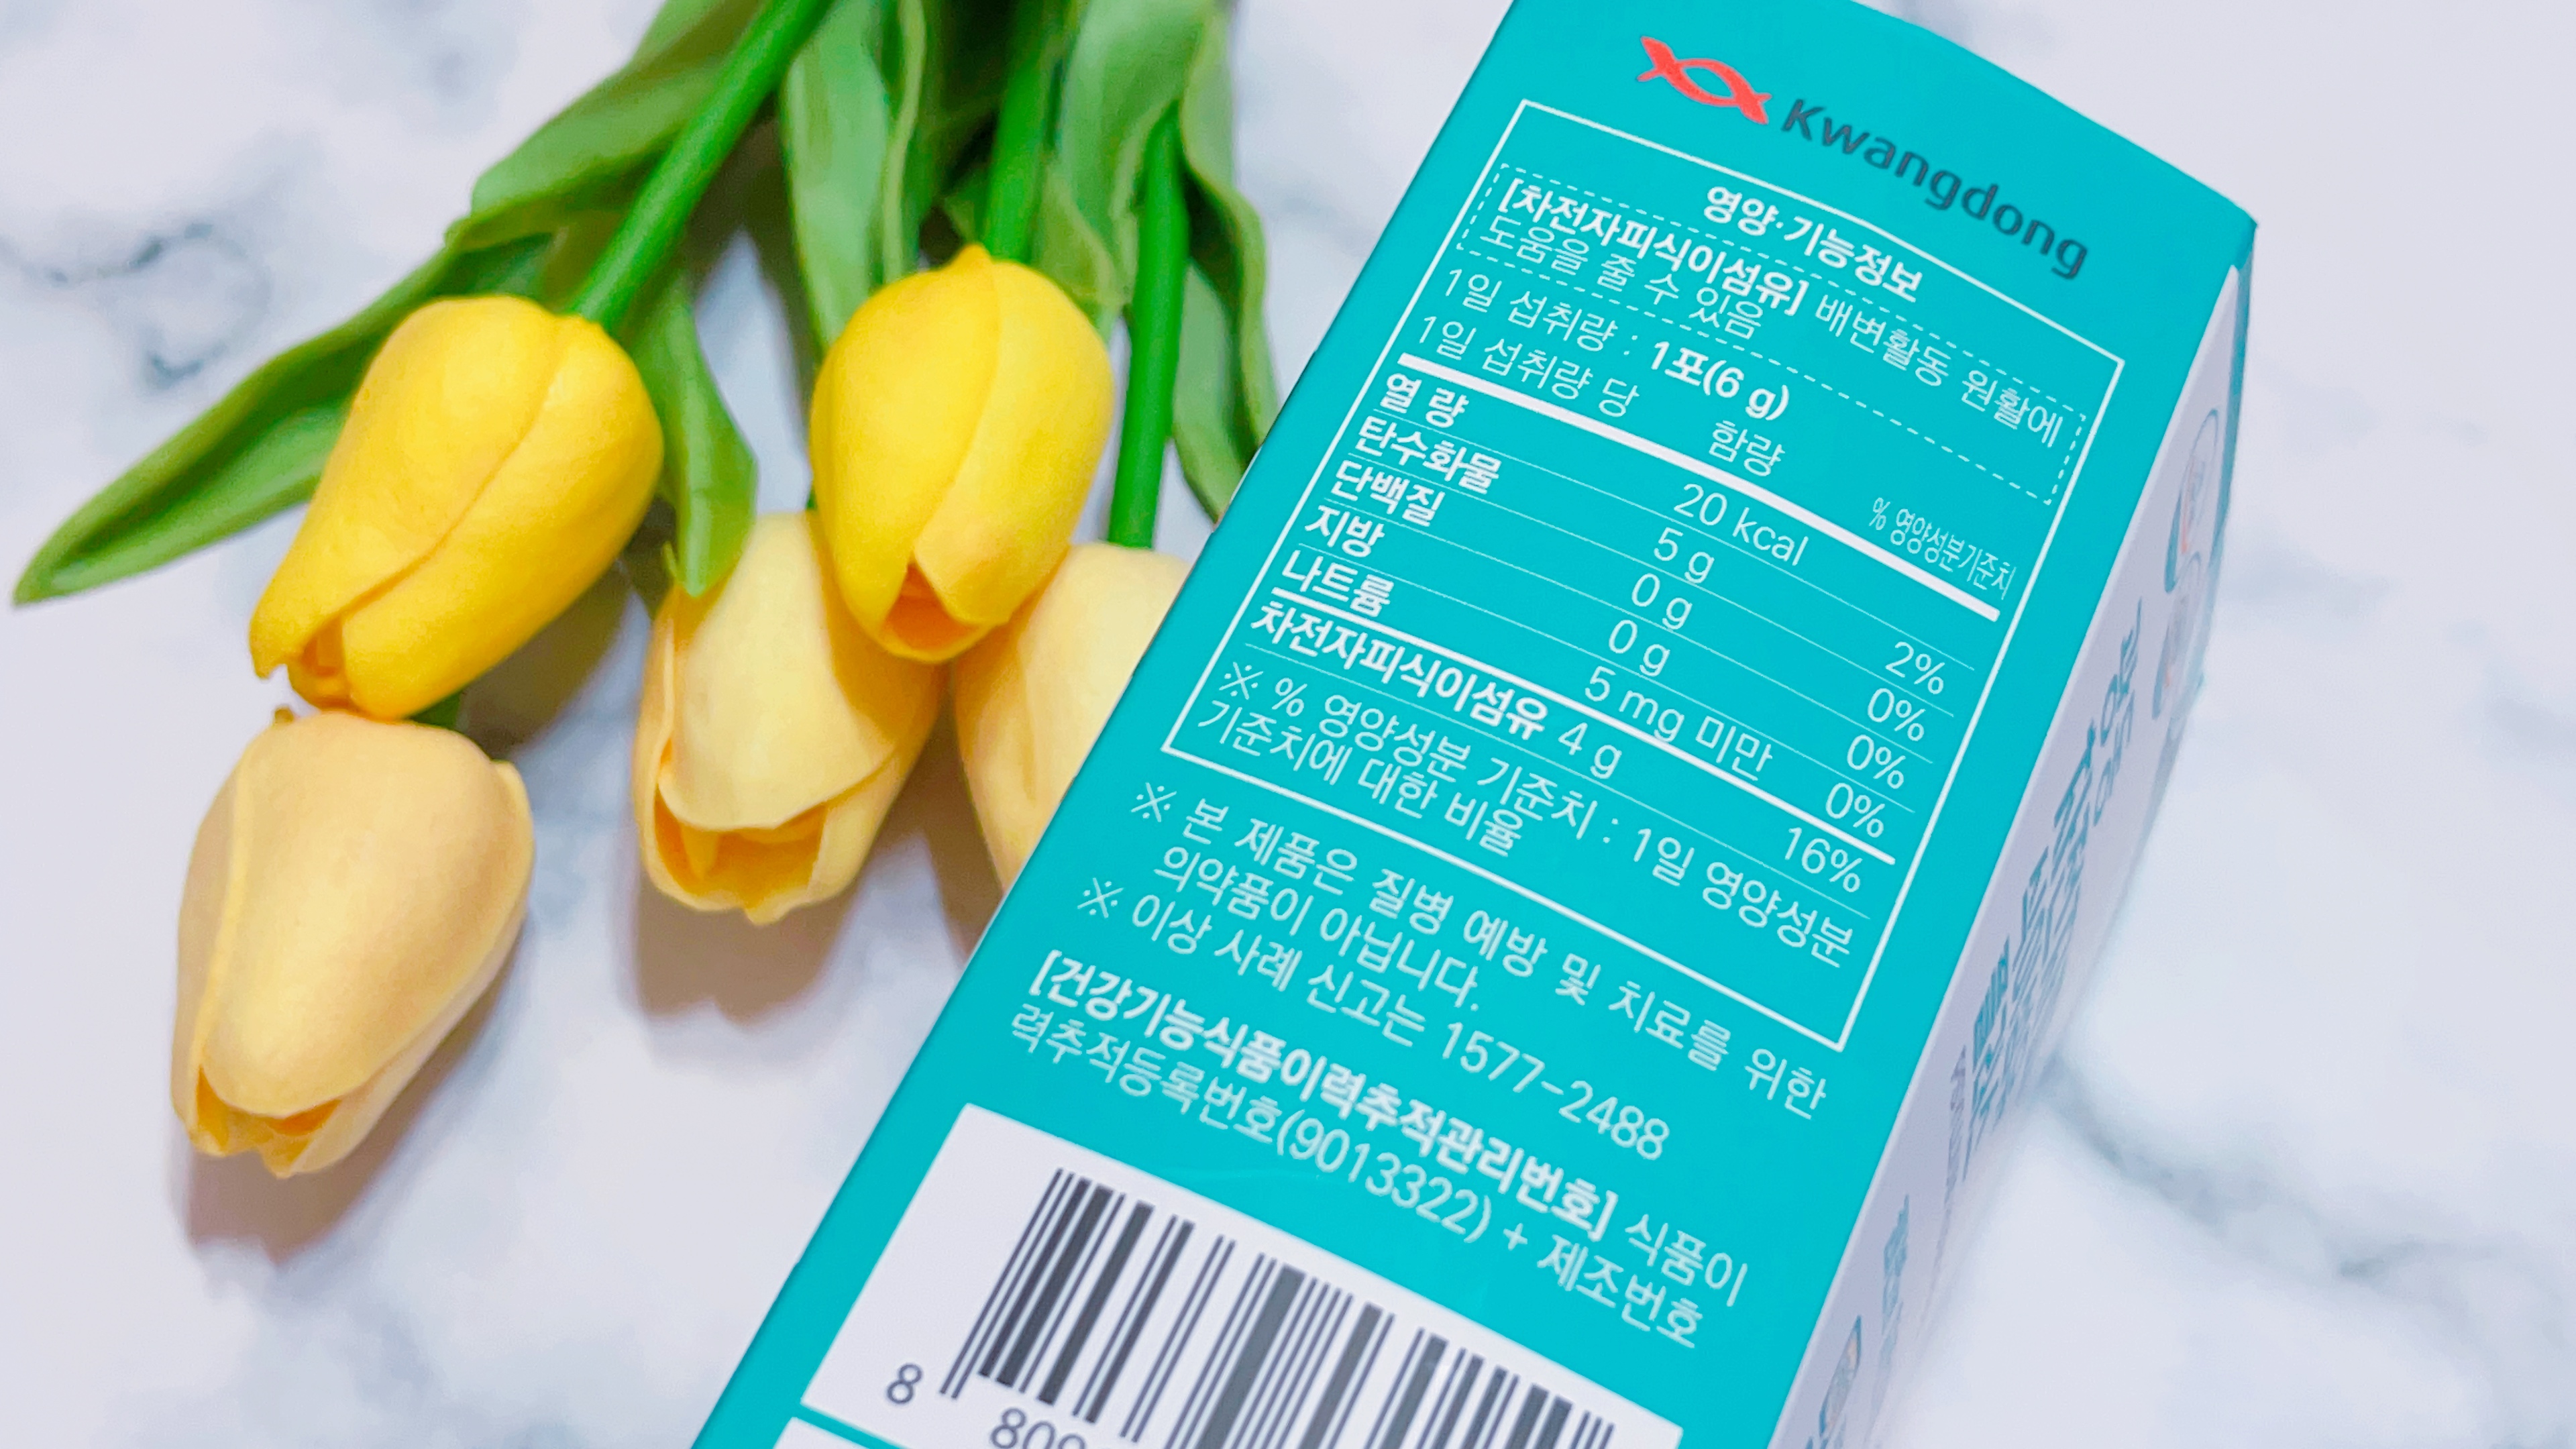 Kwangdong
영양·기능정보
[차전자피식이섬유] 배변활동 원활에
도움을 줄 수 있음
1일 섭취량 : 1포(6 g)
1일 섭취량 당 함량 % 영양성분기준치
열 량 20 kcal
탄수화물 5 g 2%
단백질 0 g 0%
지방 0 g 0%
나트륨 5 mg 미만 0%
차전자피식이섬유 4 g 16%
※ % 영양성분 기준치 : 1일 영양성분
기준치에 대한 비율
※ 본 제품은 질병 예방 및 치료를 위한
의약품이 아닙니다.
※ 이상 사례 신고는 1577-2488
[건강기능식품이력추적관리번호] 식품이
력추적등록번호(9013322) + 제조번호
8